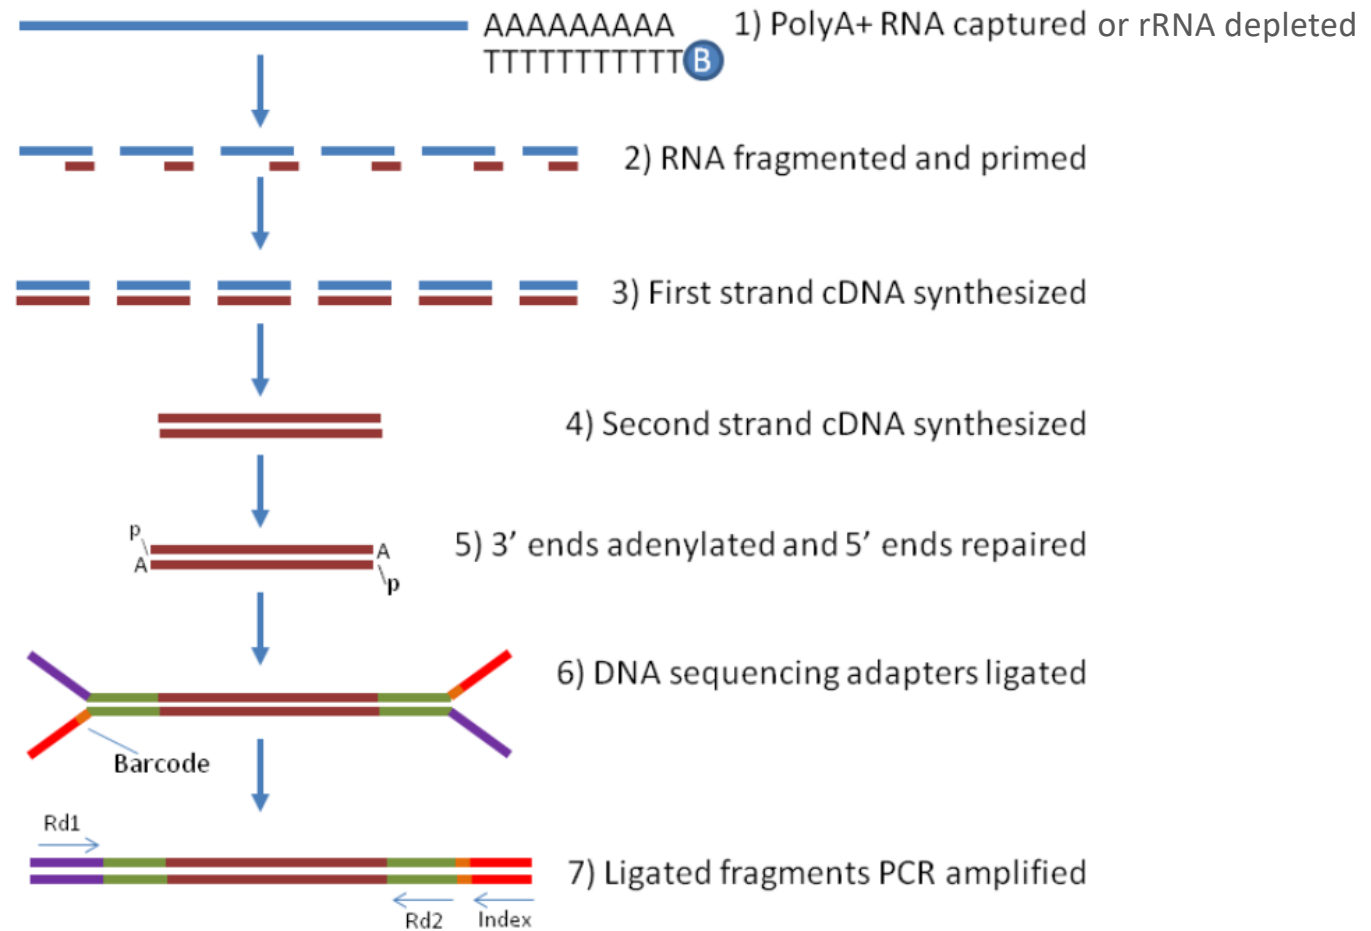 AAAAAAAAA 1) PolyA+ RNA captured or rRNA depleted
TTTTTTTTTTT B
2) RNA fragmented and primed
3) First strand cDNA synthesized
4) Second strand cDNA synthesized
p
A
A
p
5) 3’ ends adenylated and 5’ ends repaired
6) DNA sequencing adapters ligated
Barcode
Rd1
7) Ligated fragments PCR amplified
Rd2
Index